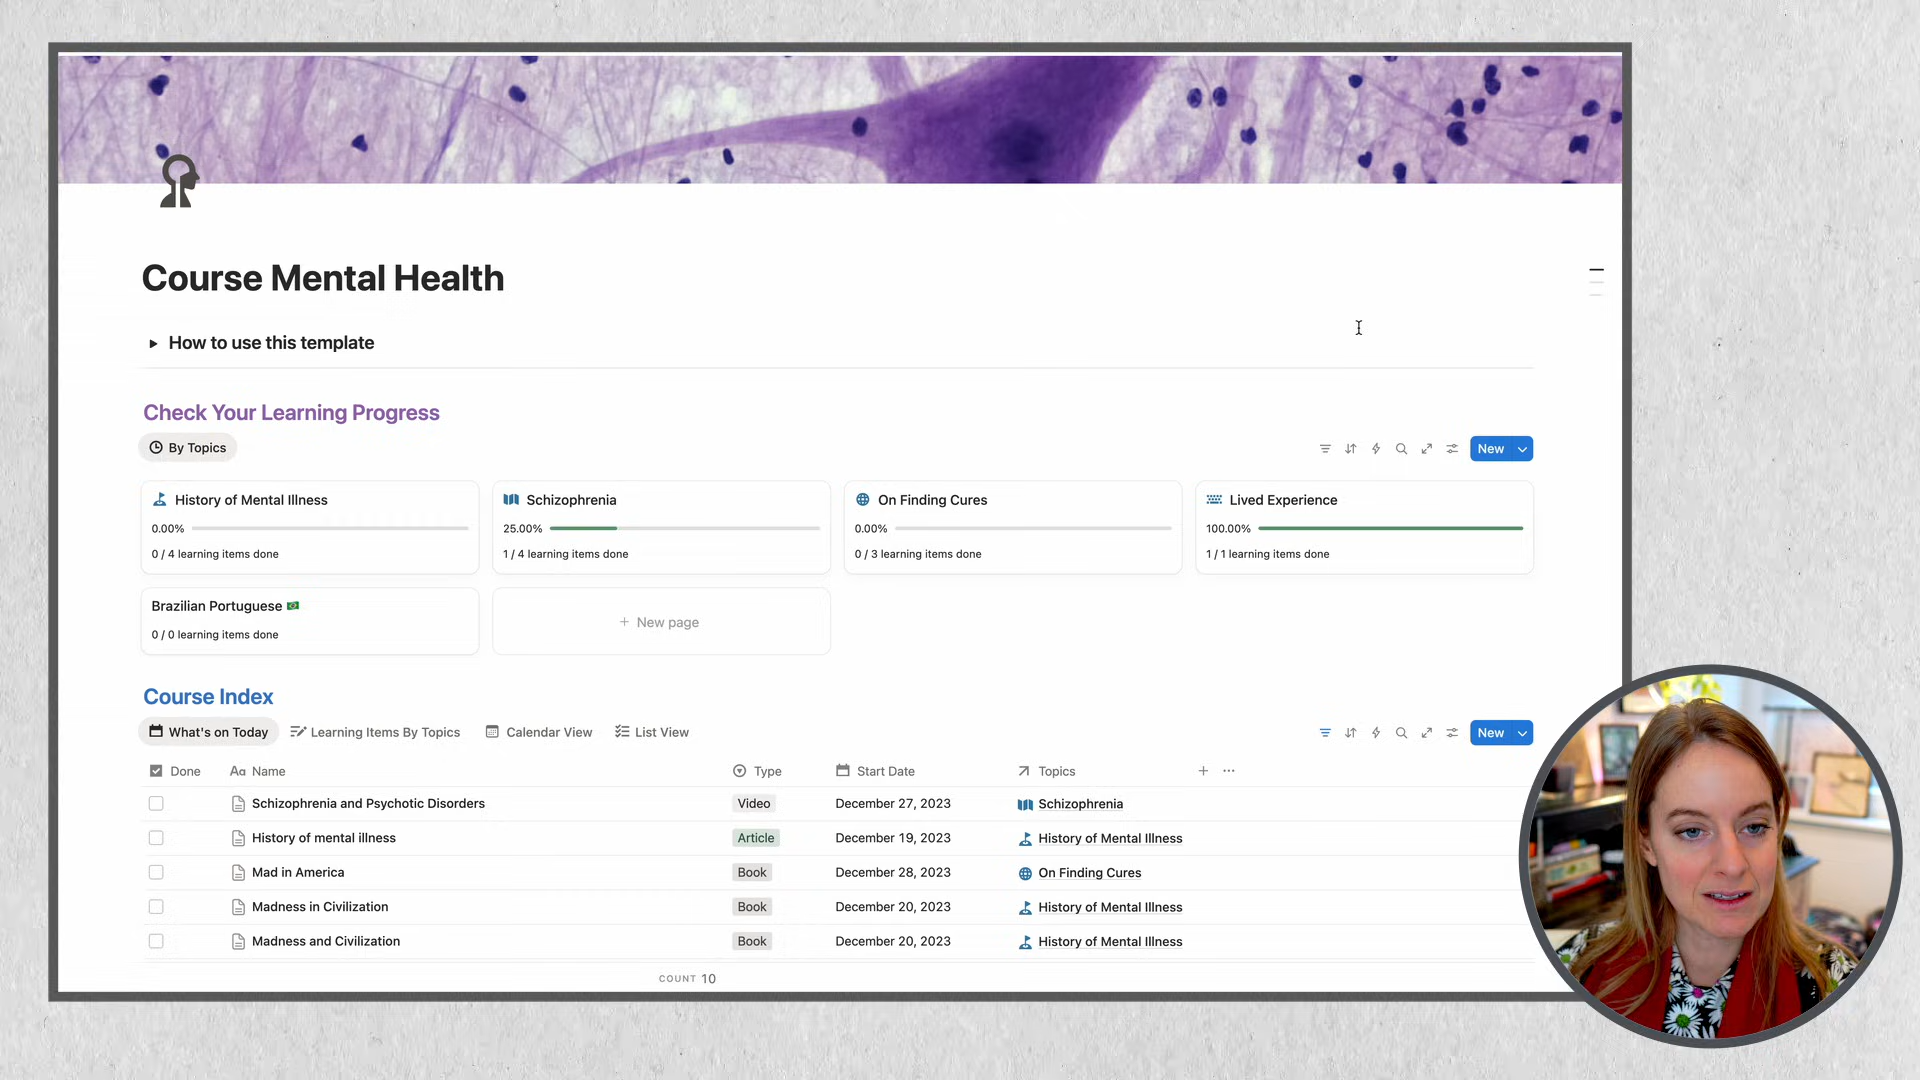 Course Mental Health
How to use this template
Check Your Learning Progress
By Topics
New
History of Mental Illness
0.00%
0 / 4 learning items done
Schizophrenia
25.00%
1 / 4 learning items done
On Finding Cures
0.00%
0 / 3 learning items done
Lived Experience
100.00%
1 / 1 learning items done
Brazilian Portuguese 🇧🇷
0 / 0 learning items done
+ New page
Course Index
What's on Today Learning Items By Topics Calendar View List View New
Done Aa Name Type Start Date Topics
Schizophrenia and Psychotic Disorders Video December 27, 2023 Schizophrenia
History of mental illness Article December 19, 2023 History of Mental Illness
Mad in America Book December 28, 2023 On Finding Cures
Madness in Civilization Book December 20, 2023 History of Mental Illness
Madness and Civilization Book December 20, 2023 History of Mental Illness
COUNT 10